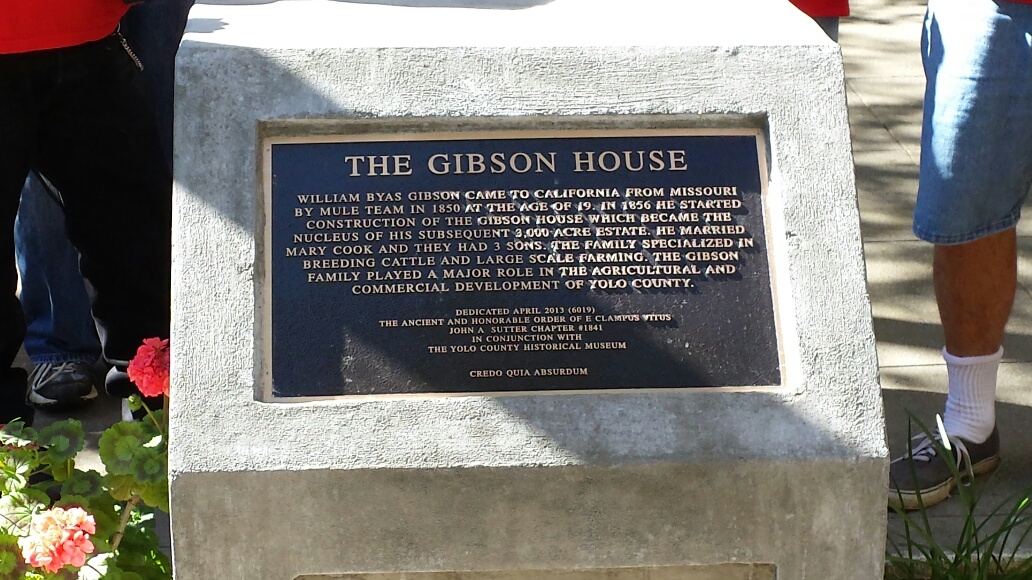 THE GIBSON HOUSE
WILLIAM BYAS GIBSON CAME TO CALIFORNIA FROM MISSOURI
BY MULE TEAM IN 1850 AT THE AGE OF 19. IN 1856 HE STARTED
CONSTRUCTION OF THE GIBSON HOUSE WHICH BECAME THE
NUCLEUS OF HIS SUBSEQUENT 3,000 ACRE ESTATE. HE MARRIED
MARY COOK AND THEY HAD 3 SONS. THE FAMILY SPECIALIZED IN
BREEDING CATTLE AND LARGE SCALE FARMING. THE GIBSON
FAMILY PLAYED A MAJOR ROLE IN THE AGRICULTURAL AND
COMMERCIAL DEVELOPMENT OF YOLO COUNTY.
DEDICATED APRIL 2013 (6019)
THE ANCIENT AND HONORABLE ORDER OF E CLAMPUS VITUS
JOHN A SUTTER CHAPTER #1841
IN CONJUNCTION WITH
THE YOLO COUNTY HISTORICAL MUSEUM
CREDO QUIA ABSURDUM